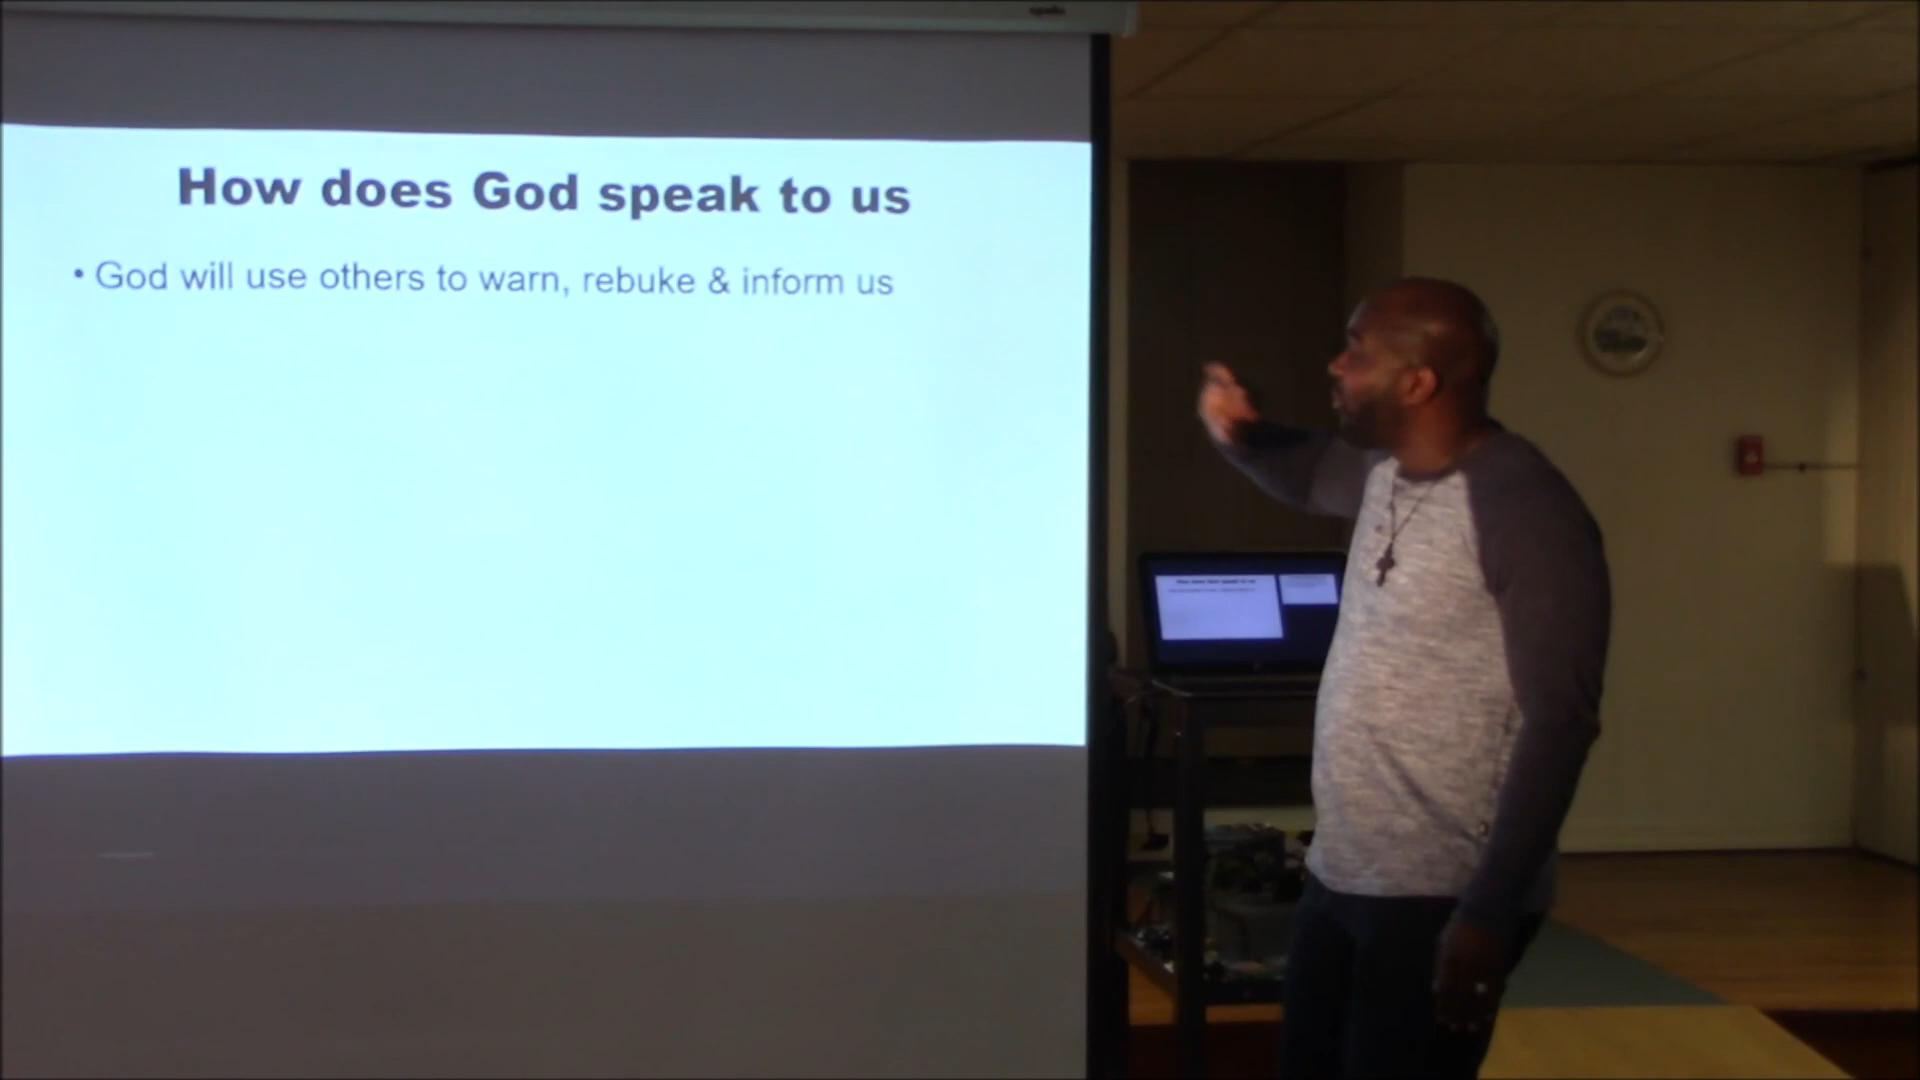 How does God speak to us
• God will use others to warn, rebuke & inform us